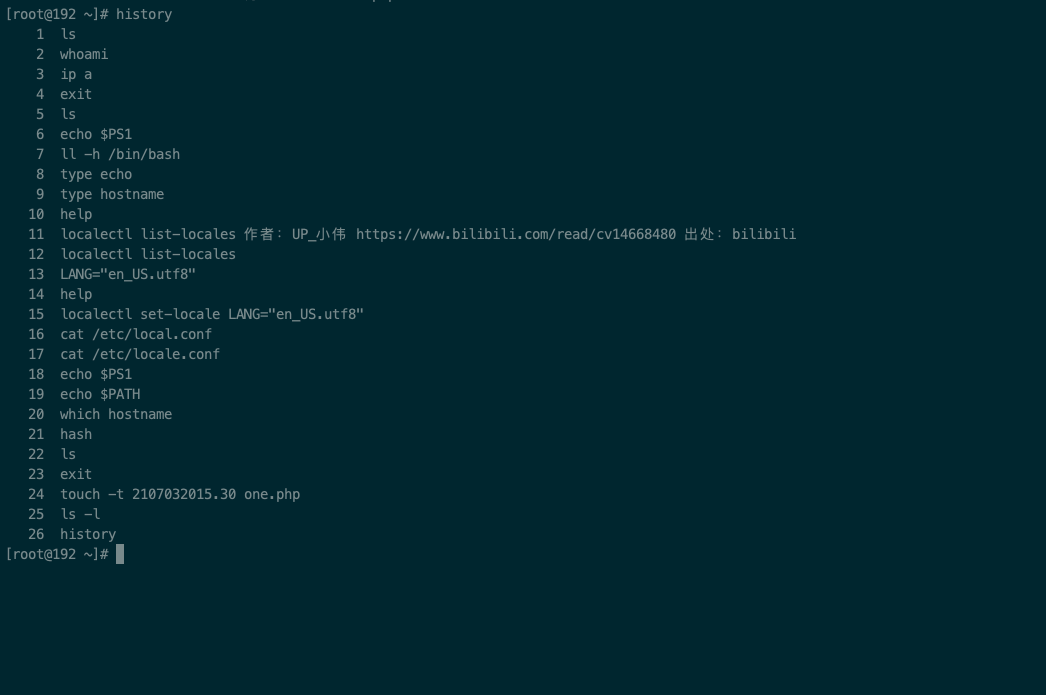 [root@192 ~]# history
1 ls
2 whoami
3 ip a
4 exit
5 ls
6 echo $PS1
7 ll -h /bin/bash
8 type echo
9 type hostname
10 help
11 localectl list-locales 作者：UP_小伟 https://www.bilibili.com/read/cv14668480 出处：bilibili
12 localectl list-locales
13 LANG="en_US.utf8"
14 help
15 localectl set-locale LANG="en_US.utf8"
16 cat /etc/local.conf
17 cat /etc/locale.conf
18 echo $PS1
19 echo $PATH
20 which hostname
21 hash
22 ls
23 exit
24 touch -t 2107032015.30 one.php
25 ls -l
26 history
[root@192 ~]#